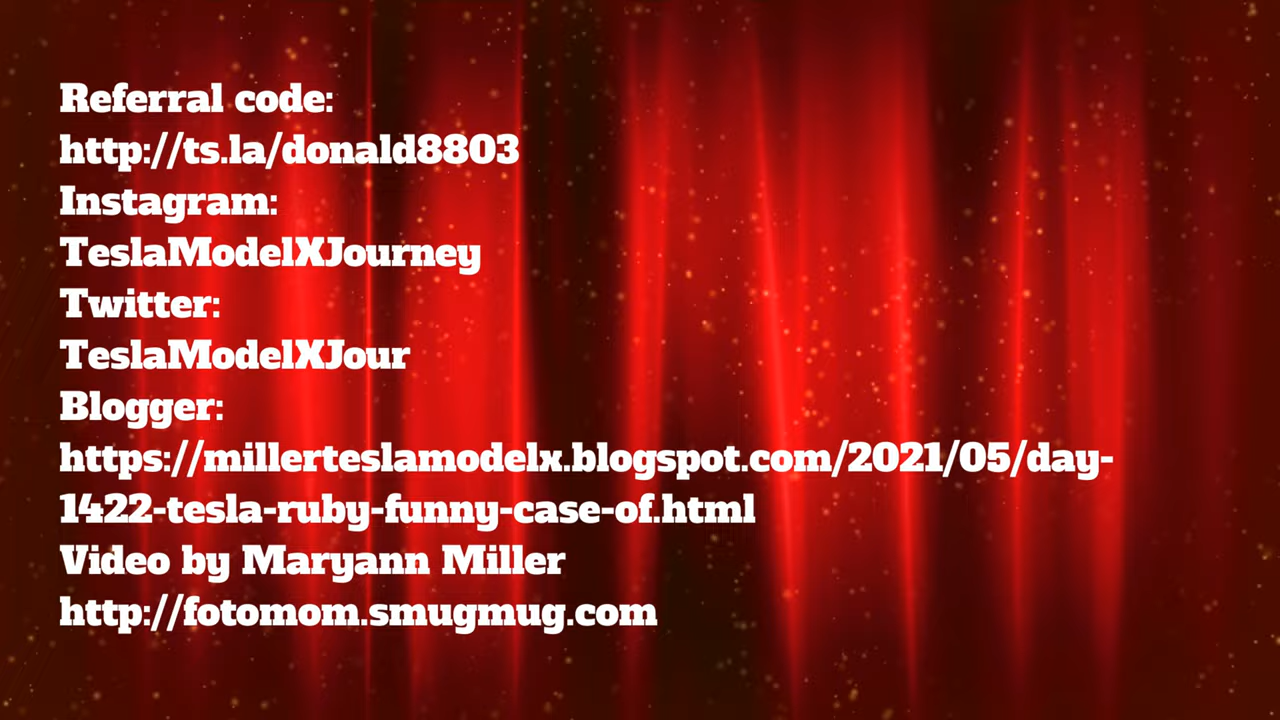 Referral code:
http://ts.la/donald8803
Instagram:
TeslaModelXJourney
Twitter:
TeslaModelXJour
Blogger:
https://millerteslamodelx.blogspot.com/2021/05/day-
1422-tesla-ruby-funny-case-of.html
Video by Maryann Miller
http://fotomom.smugmug.com